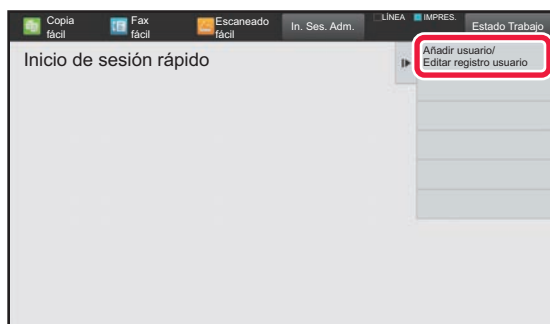 Copia
fácil
Fax
fácil
Escaneado
fácil
In. Ses. Adm.
LÍNEA
IMPRES.
Estado Trabajo
Inicio de sesión rápido
Añadir usuario/
Editar registro usuario